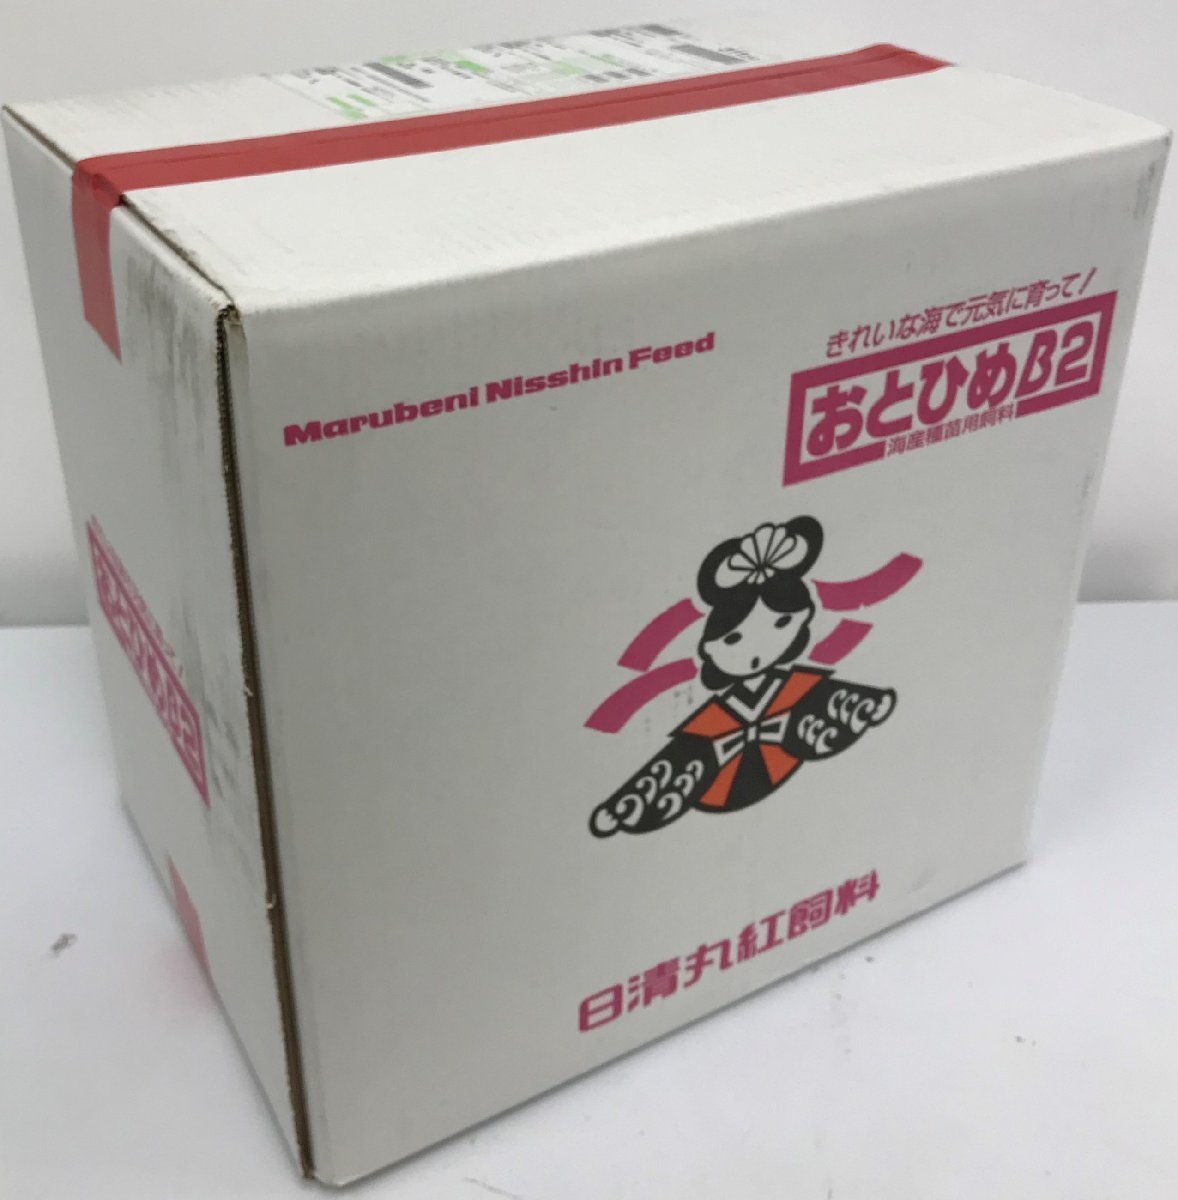 きれいな海で元気に育って!
Marubeni Nisshin Feed
おとひめB2
海産種苗用飼料
日清丸紅飼料
おとひめB2